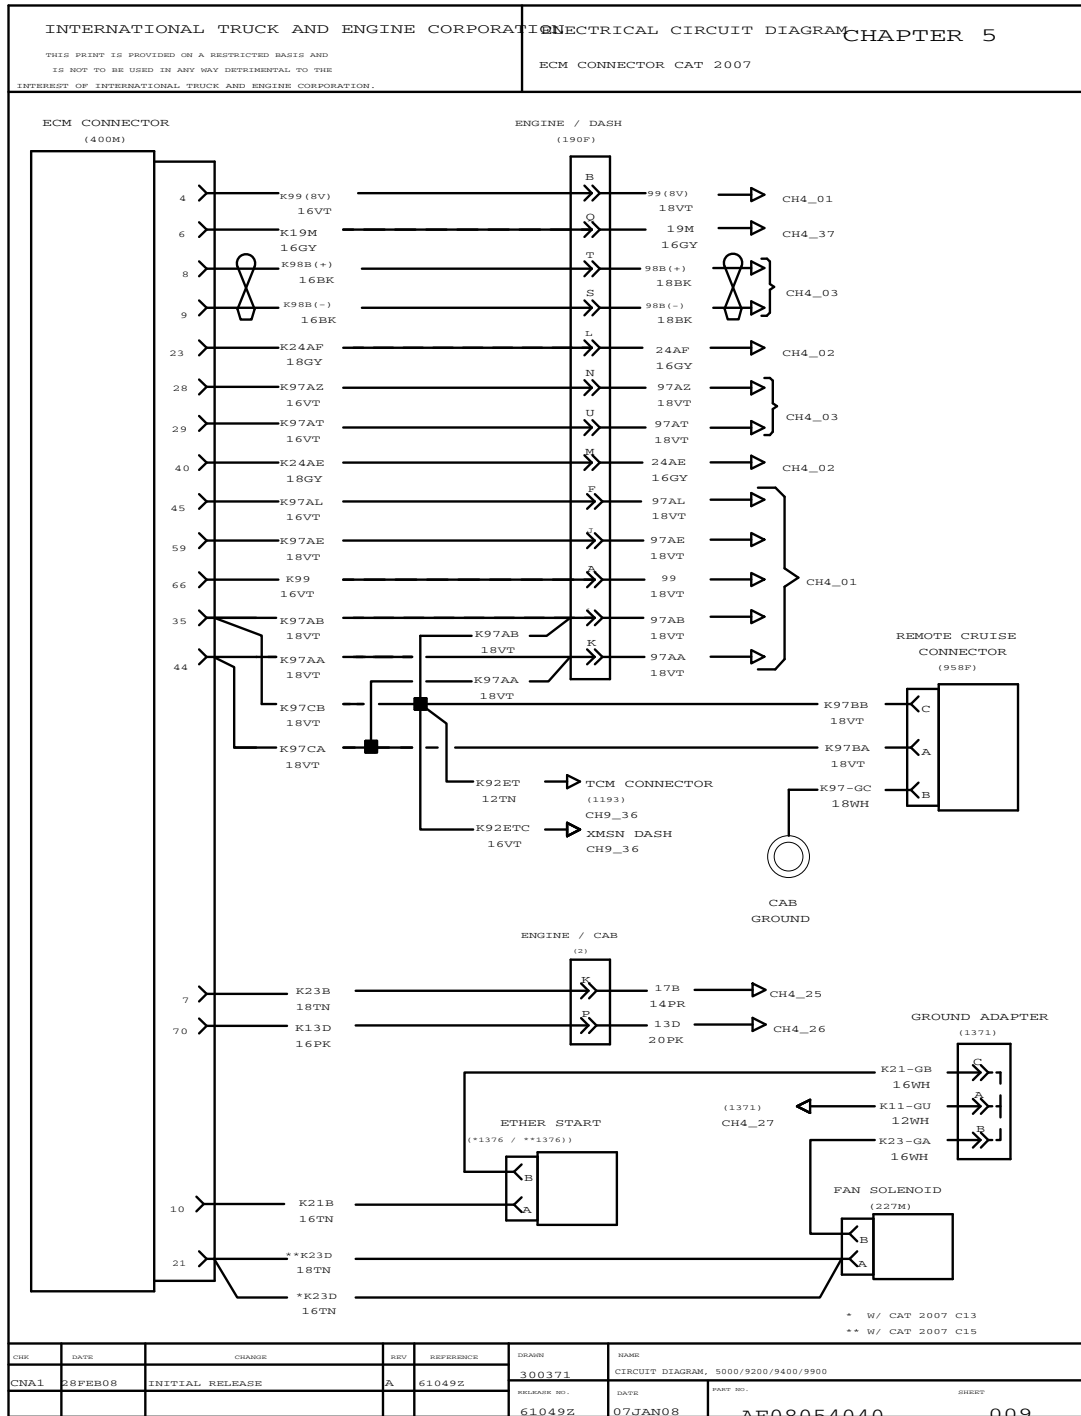 INTERNATIONAL TRUCK AND ENGINE CORPORATION
THIS PRINT IS PROVIDED ON A RESTRICTED BASIS AND
IS NOT TO BE USED IN ANY WAY DETRIMENTAL TO THE
INTEREST OF INTERNATIONAL TRUCK AND ENGINE CORPORATION.
ELECTRICAL CIRCUIT DIAGRAM
CHAPTER 5
ECM CONNECTOR CAT 2007
ECM CONNECTOR
(400M)
ENGINE / DASH
(190F)
4 K99(8V) B 99(8V) CH4_01
16VT 18VT
6 K19M Q 19M CH4_37
16GY 16GY
8 K98B(+) T 98B(+)
16BK 18BK
CH4_03
9 K98B(-) S 98B(-)
16BK 18BK
23 K24AF L 24AF CH4_02
18GY 16GY
28 K97AZ N 97AZ
16VT 18VT
CH4_03
29 K97AT U 97AT
16VT 18VT
40 K24AE M 24AE CH4_02
18GY 16GY
45 K97AL F 97AL
16VT 18VT
59 K97AE J 97AE
18VT 18VT
66 K99 A 99 CH4_01
16VT 18VT
35 K97AB 97AB
18VT 18VT
K97AB
18VT
44 K97AA K 97AA
18VT 18VT
K97AA
18VT
REMOTE CRUISE
CONNECTOR
(958F)
K97CB K97BB C
18VT 18VT
K97CA K97BA A
18VT 18VT
K92ET TCM CONNECTOR
12TN (1193)
CH9_36
K97-GC B
18WH
K92ETC XMSN DASH
16VT CH9_36
CAB
GROUND
ENGINE / CAB
(2)
7 K23B K 17B CH4_25
18TN 14PR
70 K13D P 13D CH4_26
16PK 20PK
GROUND ADAPTER
(1371)
K21-GB C
16WH
(1371) K11-GU A
CH4_27 12WH
K23-GA B
16WH
ETHER START
(*1376 / **1376))
B
10 K21B A
16TN
FAN SOLENOID
(227M)
B
21 **K23D A
18TN
*K23D
16TN
* W/ CAT 2007 C13
** W/ CAT 2007 C15
CHK DATE CHANGE REV REFERENCE
CNA1 28FEB08 INITIAL RELEASE A 61049Z
DRAWN
300371
NAME
CIRCUIT DIAGRAM, 5000/9200/9400/9900
RELEASE NO.
61049Z
DATE
07JAN08
PART NO.
AE08054040
SHEET
009